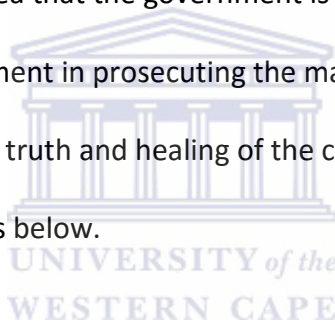 ed that the government is
ment in prosecuting the ma
truth and healing of the c
s below.
UNIVERSITY of the
WESTERN CAPE